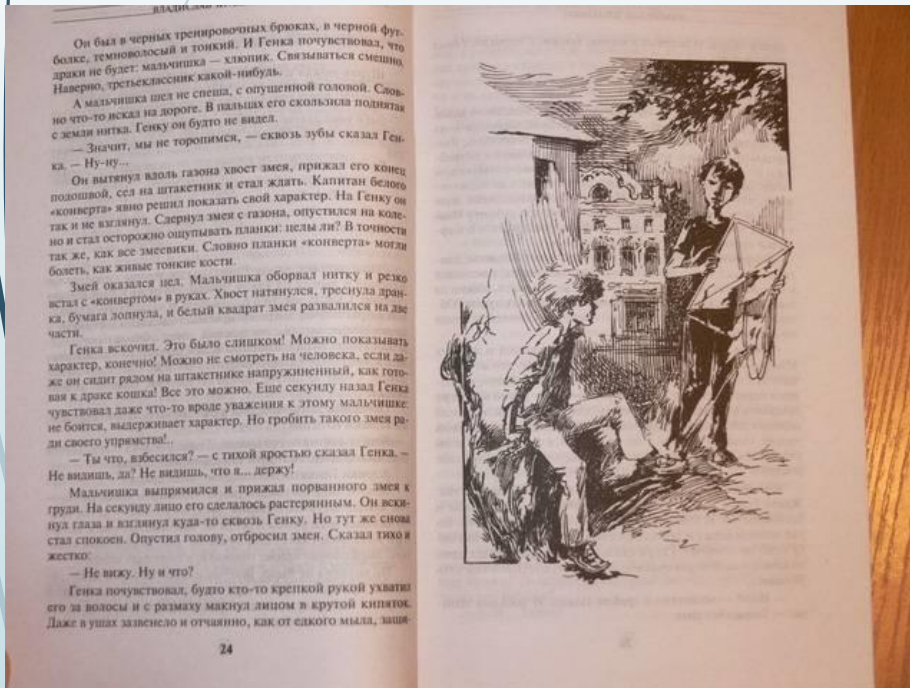 ВЛАДИСЛАВ
Он был в черных тренировочных брюках, в черной фут-
болке, темноволосый и тонкий. И Генка почувствовал, что
драки не будет: мальчишка — хлюпик. Связываться смешно.
Наверно, третьеклассник какой-нибудь.
А мальчишка шел не спеша, с опущенной головой. Слов-
но что-то искал на дороге. В пальцах его скользила поднятая
с земли нитка. Генку он будто не видел.
— Значит, мы не торопимся, — сквозь зубы сказал Ген-
ка. — Ну-ну...
Он вытянул вдоль газона хвост змея, прижал его конец
подошвой, сел на штакетник и стал ждать. Капитан белого
«конверта» явно решил показать свой характер. На Генку он
так и не взглянул. Сдернул змея с газона, опустился на коле-
но и стал осторожно ощупывать планки: целы ли? В точности
так же, как все змеевики. Словно планки «конверта» могли
болеть, как живые тонкие кости.
Змей оказался цел. Мальчишка оборвал нитку и резко
встал с «конвертом» в руках. Хвост натянулся, треснула дран-
ка, бумага лопнула, и белый квадрат змея развалился на две
части.
Генка вскочил. Это было слишком! Можно показывать
характер, конечно! Можно не смотреть на человека, если да-
же он сидит рядом на штакетнике напружиненный, как гото-
вая к драке кошка! Все это можно. Еще секунду назад Генка
чувствовал даже что-то вроде уважения к этому мальчишке:
не боится, выдерживает характер. Но гробить такого змея ра-
ди своего упрямства!..
— Ты что, взбесился? — с тихой яростью сказал Генка. —
Не видишь, да? Не видишь, что я... держу!
Мальчишка выпрямился и прижал порванного змея к
груди. На секунду лицо его сделалось растерянным. Он вски-
нул глаза и взглянул куда-то сквозь Генку. Но тут же снова
стал спокоен. Опустил голову, отбросил змея. Сказал тихо и
жестко:
— Не вижу. Ну и что?
Генка почувствовал, будто кто-то крепкой рукой ухватил
его за волосы и с размаху макнул лицом в крутой кипяток.
Даже в ушах зазвенело и отчаянно, как от едкого мыла, защи-
24